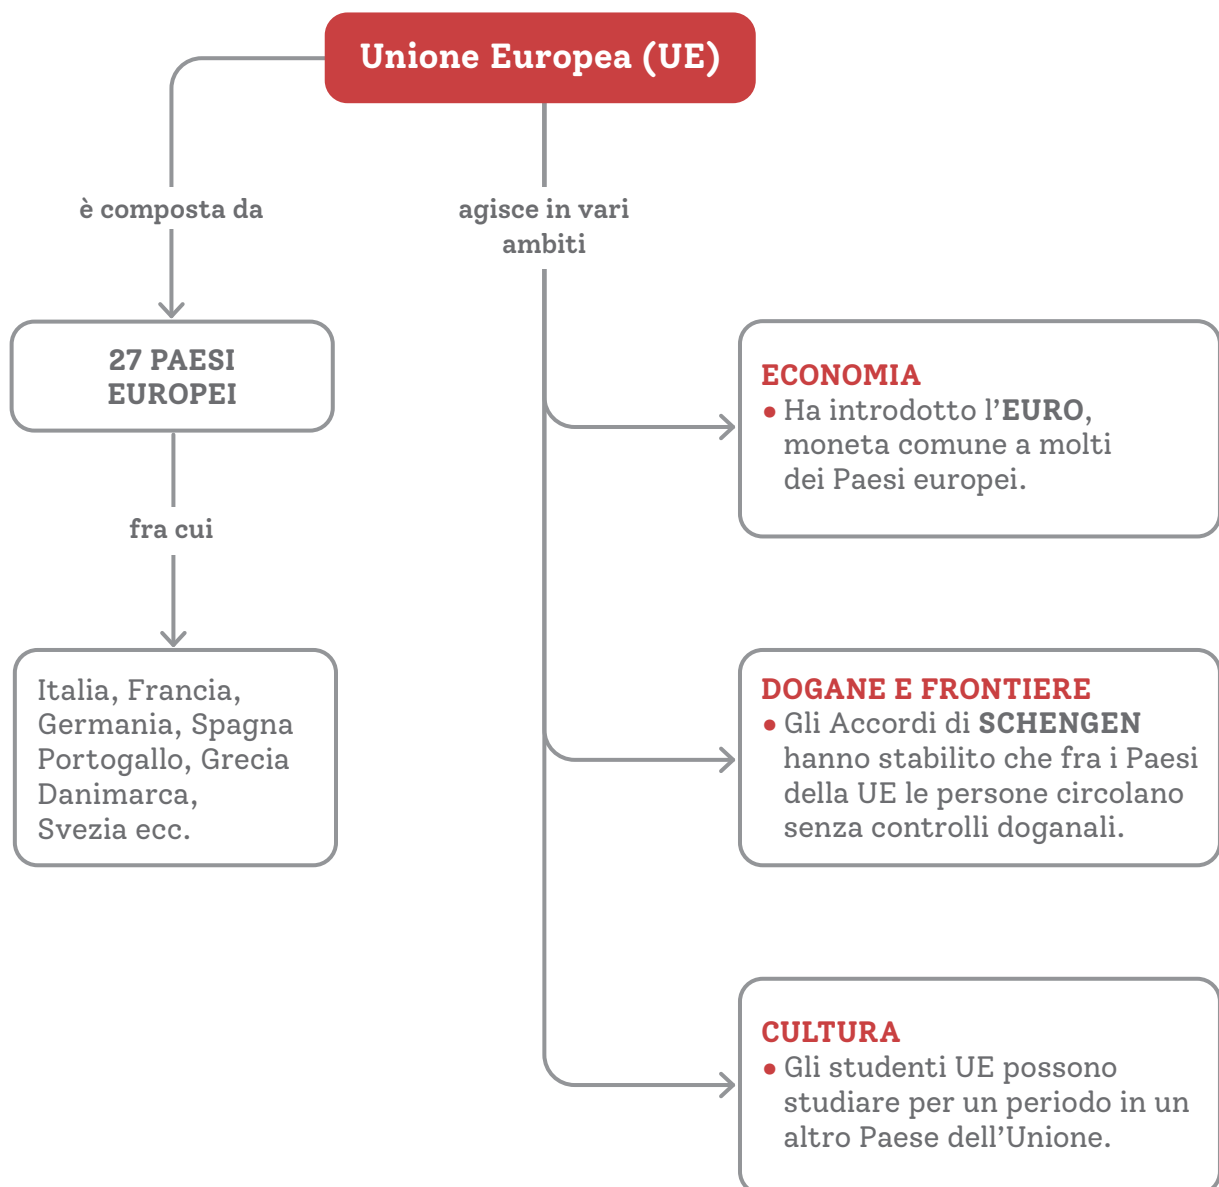 Unione Europea (UE)
è composta da
27 PAESI
EUROPEI
fra cui
Italia, Francia,
Germania, Spagna
Portogallo, Grecia
Danimarca,
Svezia ecc.
agisce in vari
ambiti
ECONOMIA
• Ha introdotto l’EURO,
moneta comune a molti
dei Paesi europei.
DOGANE E FRONTIERE
• Gli Accordi di SCHENGEN
hanno stabilito che fra i Paesi
della UE le persone circolano
senza controlli doganali.
CULTURA
• Gli studenti UE possono
studiare per un periodo in un
altro Paese dell’Unione.